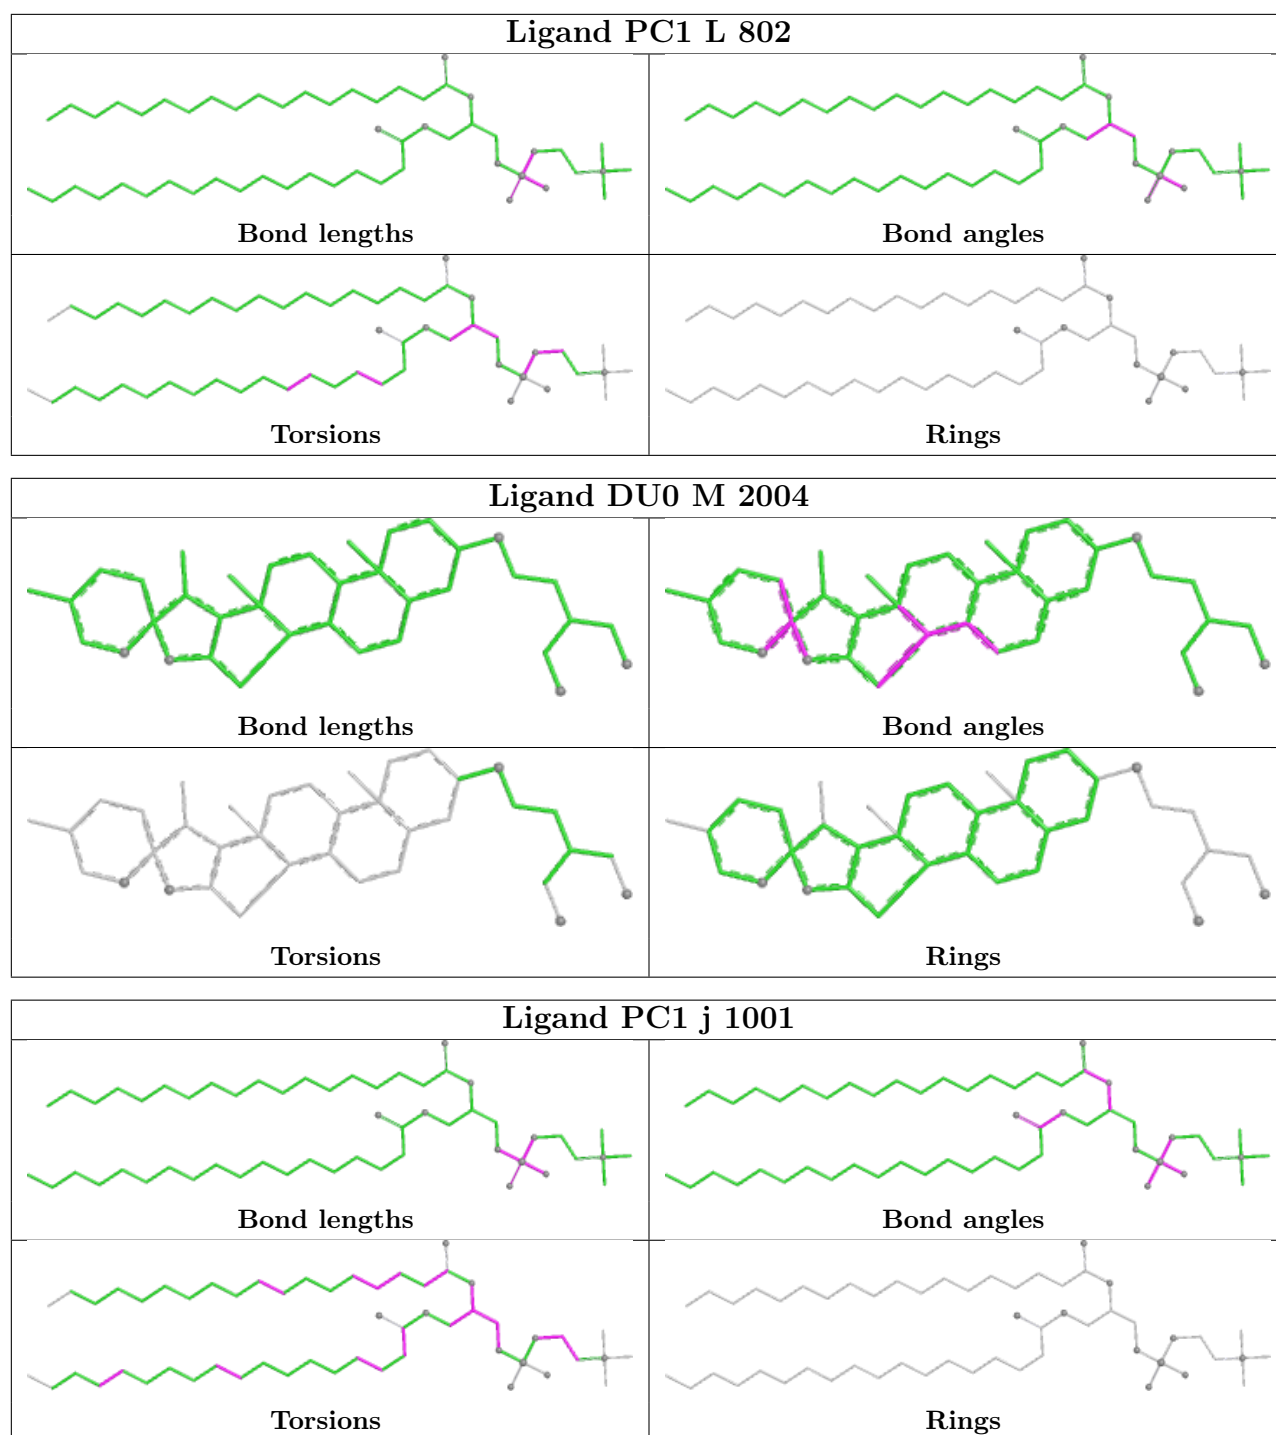 Ligand PC1 L 802
Bond lengths
Bond angles
Torsions
Rings
Ligand DU0 M 2004
Bond lengths
Bond angles
Torsions
Rings
Ligand PC1 j 1001
Bond lengths
Bond angles
Torsions
Rings